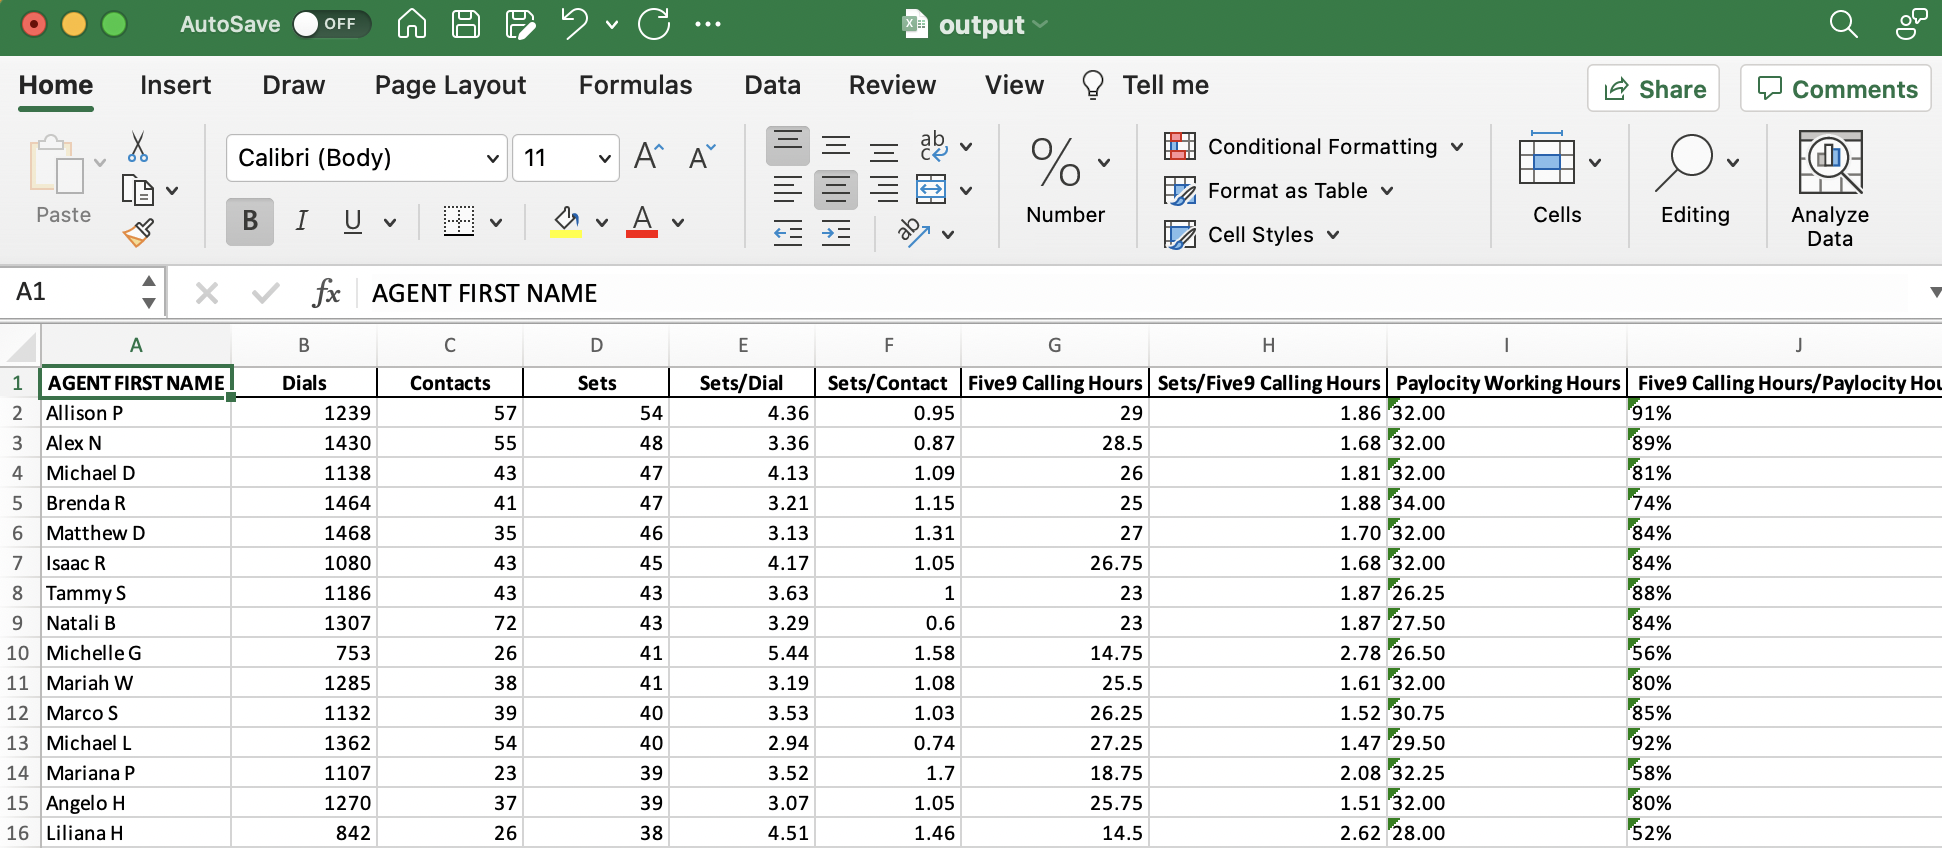 AutoSave OFF output
Home Insert Draw Page Layout Formulas Data Review View Tell me Share Comments
Paste Calibri (Body) 11 A A ab c Number Conditional Formatting Format as Table Cell Styles Cells Editing Analyze Data
B I U A ab
A1 fx AGENT FIRST NAME
A B C D E F G H I J
1 AGENT FIRST NAME Dials Contacts Sets Sets/Dial Sets/Contact Five9 Calling Hours Sets/Five9 Calling Hours Paylocity Working Hours Five9 Calling Hours/Paylocity Hou
2 Allison P 1239 57 54 4.36 0.95 29 1.86 32.00 91%
3 Alex N 1430 55 48 3.36 0.87 28.5 1.68 32.00 89%
4 Michael D 1138 43 47 4.13 1.09 26 1.81 32.00 81%
5 Brenda R 1464 41 47 3.21 1.15 25 1.88 34.00 74%
6 Matthew D 1468 35 46 3.13 1.31 27 1.70 32.00 84%
7 Isaac R 1080 43 45 4.17 1.05 26.75 1.68 32.00 84%
8 Tammy S 1186 43 43 3.63 1 23 1.87 26.25 88%
9 Natali B 1307 72 43 3.29 0.6 23 1.87 27.50 84%
10 Michelle G 753 26 41 5.44 1.58 14.75 2.78 26.50 56%
11 Mariah W 1285 38 41 3.19 1.08 25.5 1.61 32.00 80%
12 Marco S 1132 39 40 3.53 1.03 26.25 1.52 30.75 85%
13 Michael L 1362 54 40 2.94 0.74 27.25 1.47 29.50 92%
14 Mariana P 1107 23 39 3.52 1.7 18.75 2.08 32.25 58%
15 Angelo H 1270 37 39 3.07 1.05 25.75 1.51 32.00 80%
16 Liliana H 842 26 38 4.51 1.46 14.5 2.62 28.00 52%